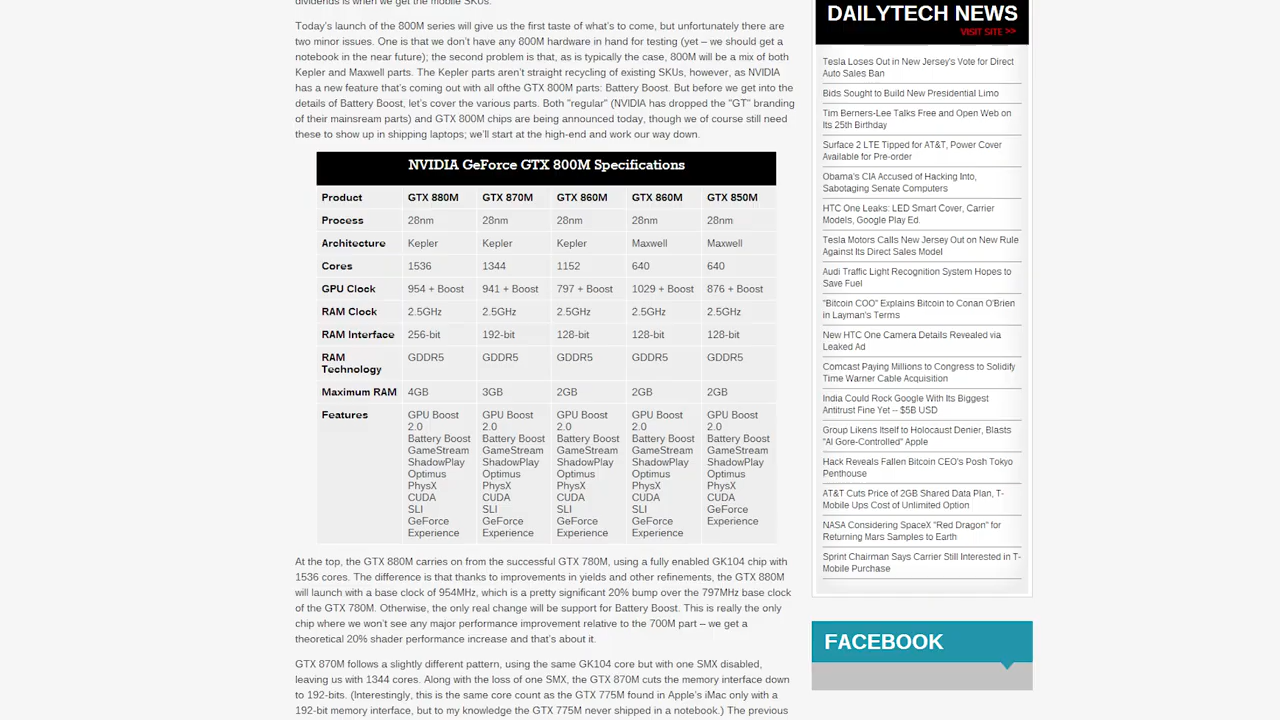 dividends is when we get the mobile SKUs.
Today's launch of the 800M series will give us the first taste of what's to come, but unfortunately there are
two minor issues. One is that we don't have any 800M hardware in hand for testing (yet – we should get a
notebook in the near future); the second problem is that, as is typically the case, 800M will be a mix of both
Kepler and Maxwell parts. The Kepler parts aren't straight recycling of existing SKUs, however, as NVIDIA
has a new feature that's coming out with all ofthe GTX 800M parts: Battery Boost. But before we get into the
details of Battery Boost, let's cover the various parts. Both "regular" (NVIDIA has dropped the "GT" branding
of their mainsream parts) and GTX 800M chips are being announced today, though we of course still need
these to show up in shipping laptops; we'll start at the high-end and work our way down.
NVIDIA GeForce GTX 800M Specifications
Product GTX 880M GTX 870M GTX 860M GTX 860M GTX 850M
Process 28nm 28nm 28nm 28nm 28nm
Architecture Kepler Kepler Kepler Maxwell Maxwell
Cores 1536 1344 1152 640 640
GPU Clock 954 + Boost 941 + Boost 797 + Boost 1029 + Boost 876 + Boost
RAM Clock 2.5GHz 2.5GHz 2.5GHz 2.5GHz 2.5GHz
RAM Interface 256-bit 192-bit 128-bit 128-bit 128-bit
RAM GDDR5 GDDR5 GDDR5 GDDR5 GDDR5
Technology
Maximum RAM 4GB 3GB 2GB 2GB 2GB
Features GPU Boost GPU Boost GPU Boost GPU Boost GPU Boost
2.0 2.0 2.0 2.0 2.0
Battery Boost Battery Boost Battery Boost Battery Boost Battery Boost
GameStream GameStream GameStream GameStream GameStream
ShadowPlay ShadowPlay ShadowPlay ShadowPlay ShadowPlay
Optimus Optimus Optimus Optimus Optimus
PhysX PhysX PhysX PhysX PhysX
CUDA CUDA CUDA CUDA CUDA
SLI SLI SLI SLI GeForce
GeForce GeForce GeForce GeForce Experience
Experience Experience Experience Experience
At the top, the GTX 880M carries on from the successful GTX 780M, using a fully enabled GK104 chip with
1536 cores. The difference is that thanks to improvements in yields and other refinements, the GTX 880M
will launch with a base clock of 954MHz, which is a pretty significant 20% bump over the 797MHz base clock
of the GTX 780M. Otherwise, the only real change will be support for Battery Boost. This is really the only
chip where we won't see any major performance improvement relative to the 700M part – we get a
theoretical 20% shader performance increase and that's about it.
GTX 870M follows a slightly different pattern, using the same GK104 core but with one SMX disabled,
leaving us with 1344 cores. Along with the loss of one SMX, the GTX 870M cuts the memory interface down
to 192-bits. (Interestingly, this is the same core count as the GTX 775M found in Apple's iMac only with a
192-bit memory interface, but to my knowledge the GTX 775M never shipped in a notebook.) The previous
DAILYTECH NEWS
VISIT SITE >>
Tesla Loses Out in New Jersey's Vote for Direct
Auto Sales Ban
Bids Sought to Build New Presidential Limo
Tim Berners-Lee Talks Free and Open Web on
Its 25th Birthday
Surface 2 LTE Tipped for AT&T, Power Cover
Available for Pre-order
Obama's CIA Accused of Hacking Into,
Sabotaging Senate Computers
HTC One Leaks: LED Smart Cover, Carrier
Models, Google Play Ed.
Tesla Motors Calls New Jersey Out on New Rule
Against Its Direct Sales Model
Audi Traffic Light Recognition System Hopes to
Save Fuel
"Bitcoin COO" Explains Bitcoin to Conan O'Brien
in Layman's Terms
New HTC One Camera Details Revealed via
Leaked Ad
Comcast Paying Millions to Congress to Solidify
Time Warner Cable Acquisition
India Could Rock Google With Its Biggest
Antitrust Fine Yet -- $5B USD
Group Likens Itself to Holocaust Denier, Blasts
"Al Gore-Controlled" Apple
Hack Reveals Fallen Bitcoin CEO's Posh Tokyo
Penthouse
AT&T Cuts Price of 2GB Shared Data Plan, T-
Mobile Ups Cost of Unlimited Option
NASA Considering SpaceX "Red Dragon" for
Returning Mars Samples to Earth
Sprint Chairman Says Carrier Still Interested in T-
Mobile Purchase
FACEBOOK